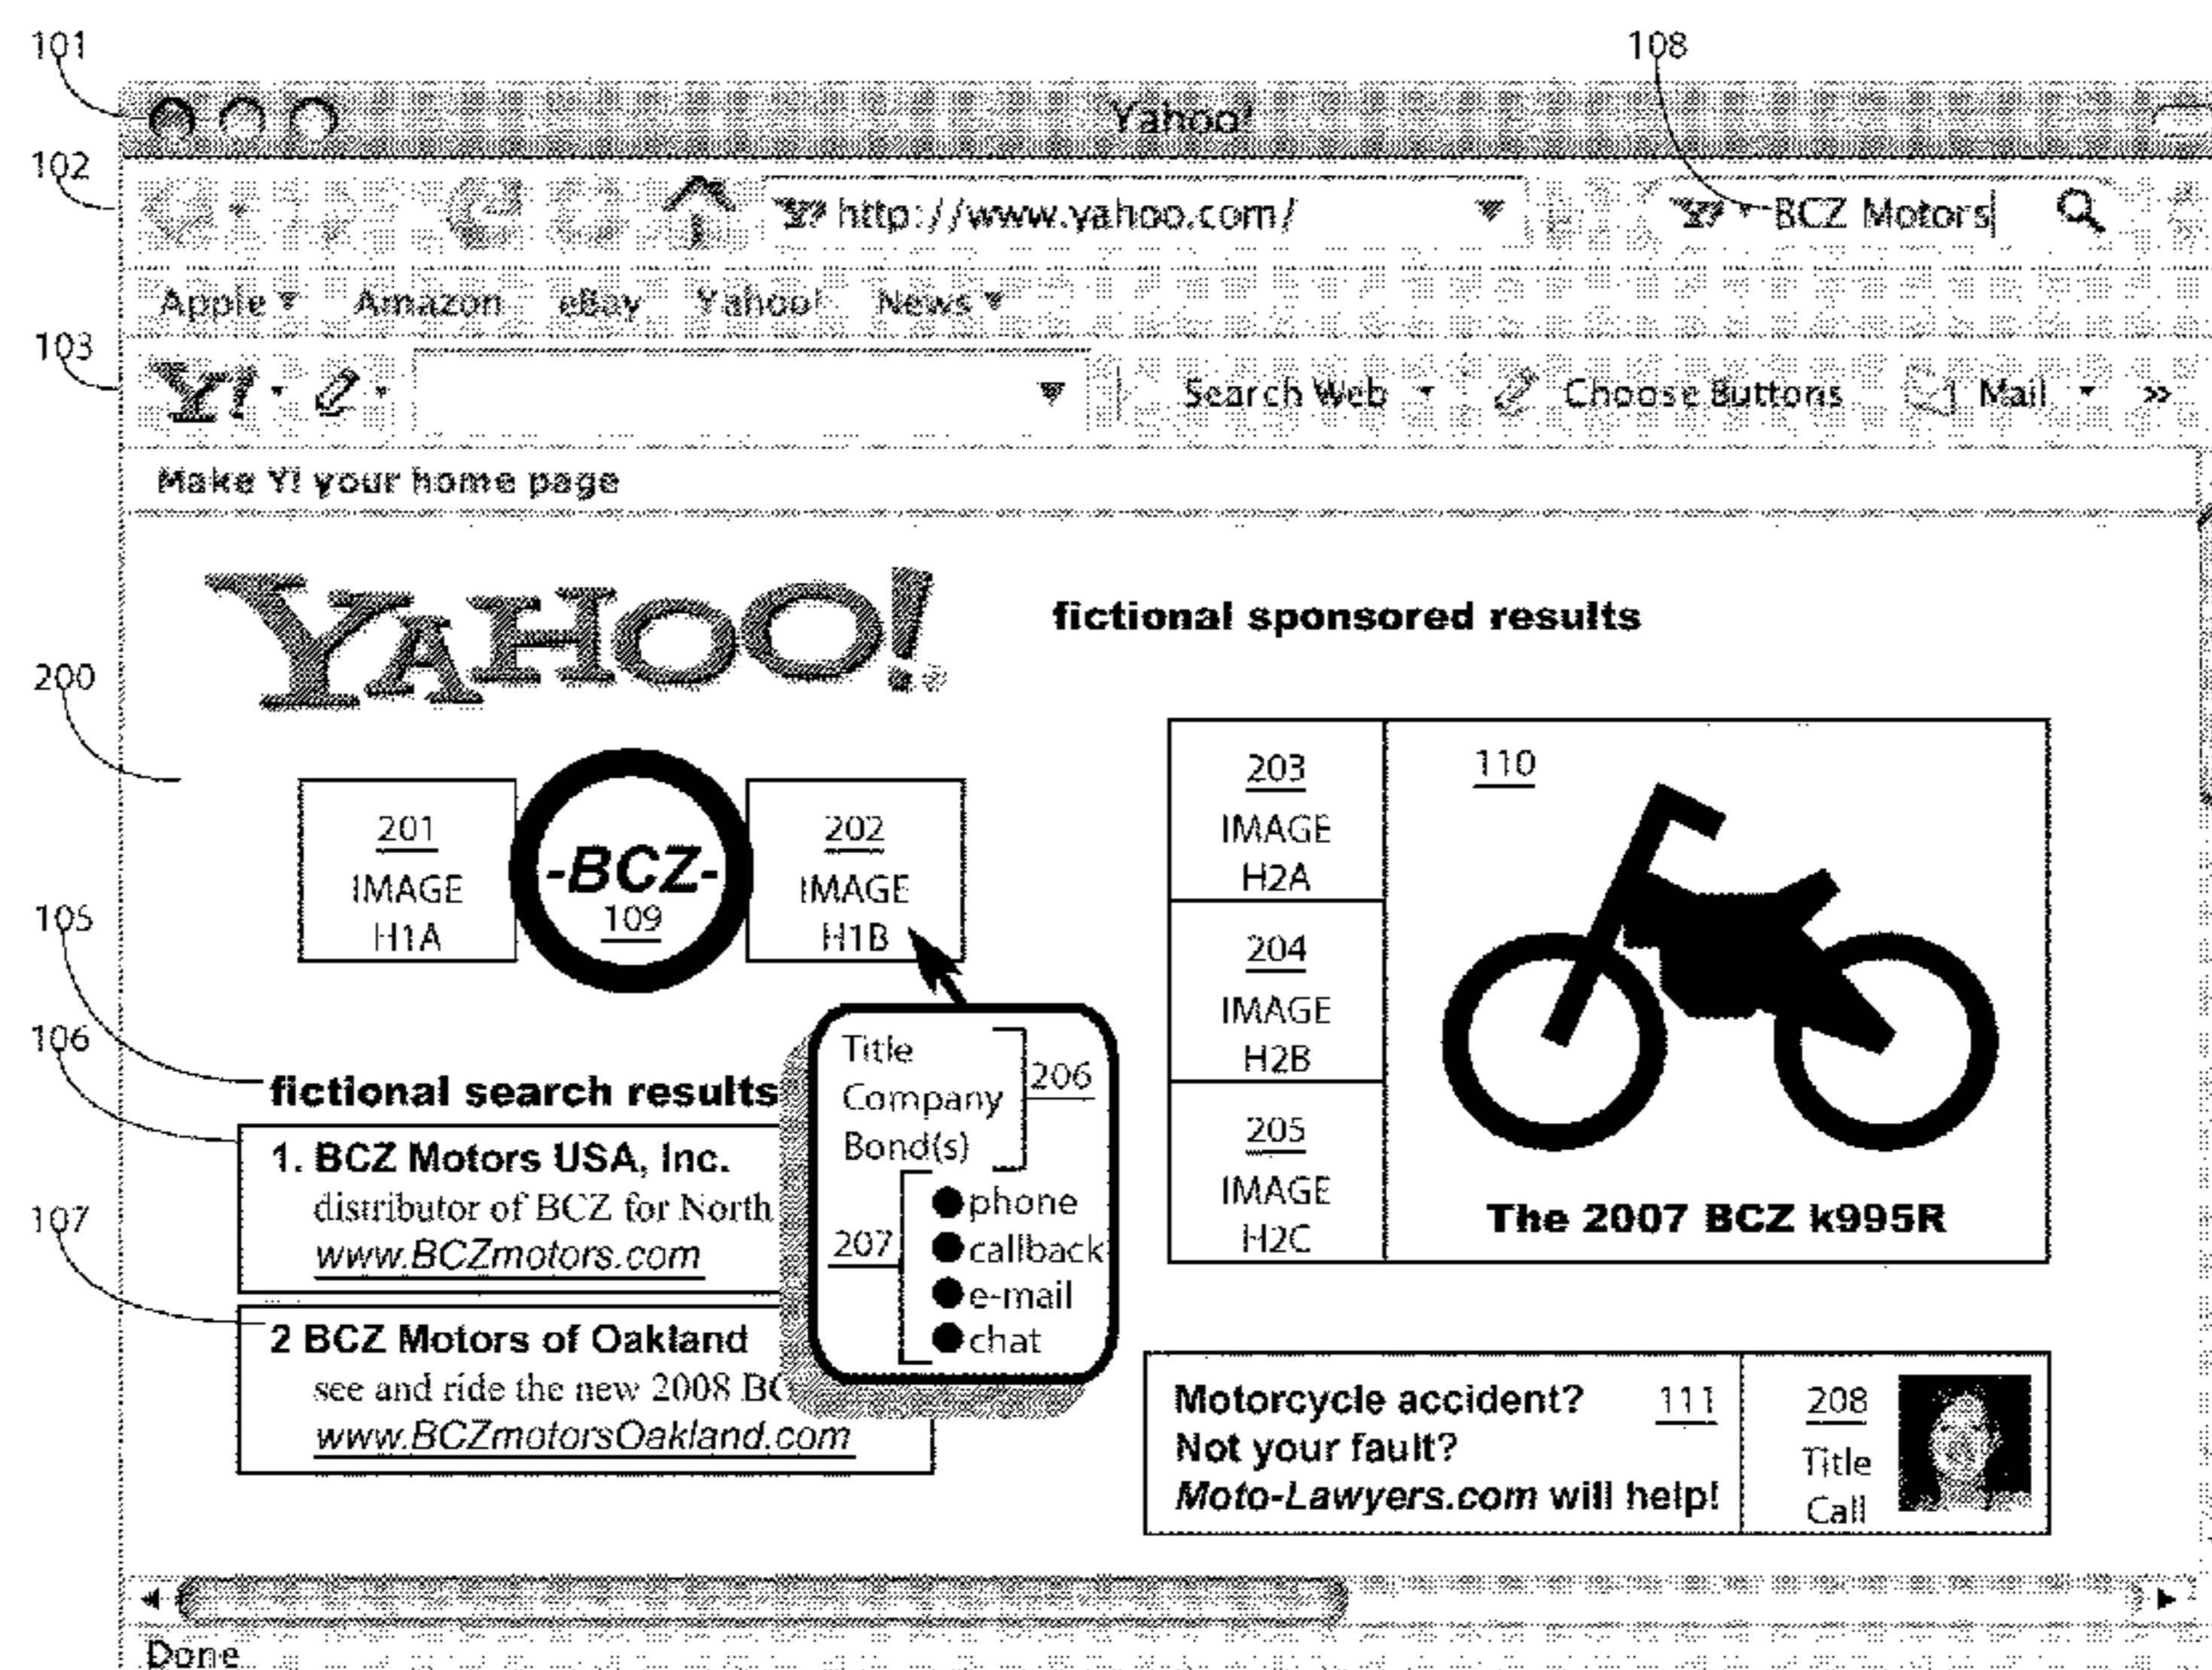 101
108
Yahoo!
102
http://www.yahoo.com/
BCZ Motors
Apple Amazon eBay Yahoo! News
103
Y! Search Web Choose Buttons Mail »
Make Y! your home page
YAHOO!
fictional sponsored results
200
201
IMAGE
H1A
-BCZ-
109
202
IMAGE
H1B
203
IMAGE
H2A
204
IMAGE
H2B
205
IMAGE
H2C
110
The 2007 BCZ k995R
105
106
107
fictional search results
1. BCZ Motors USA, Inc.
distributor of BCZ for North
www.BCZmotors.com
2 BCZ Motors of Oakland
see and ride the new 2008 BC
www.BCZmotorsOakland.com
Title
Company
Bond(s)
206
207
phone
callback
e-mail
chat
Motorcycle accident?
Not your fault?
Moto-Lawyers.com will help!
111
208
Title
Call
Done